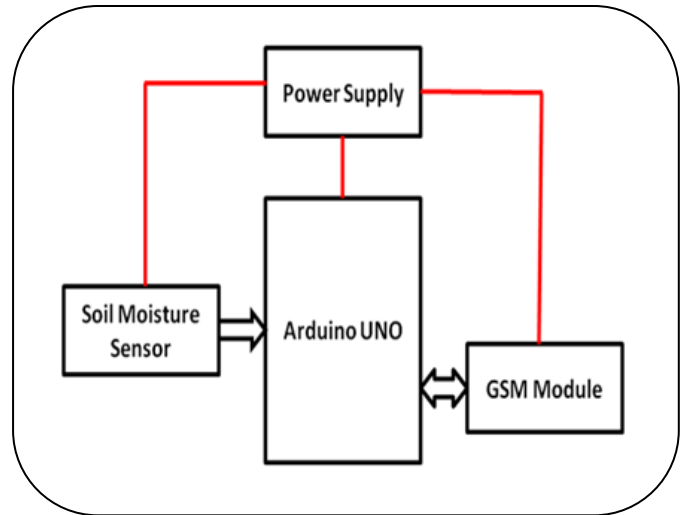 Power Supply
Soil Moisture
Sensor
Arduino UNO
GSM Module